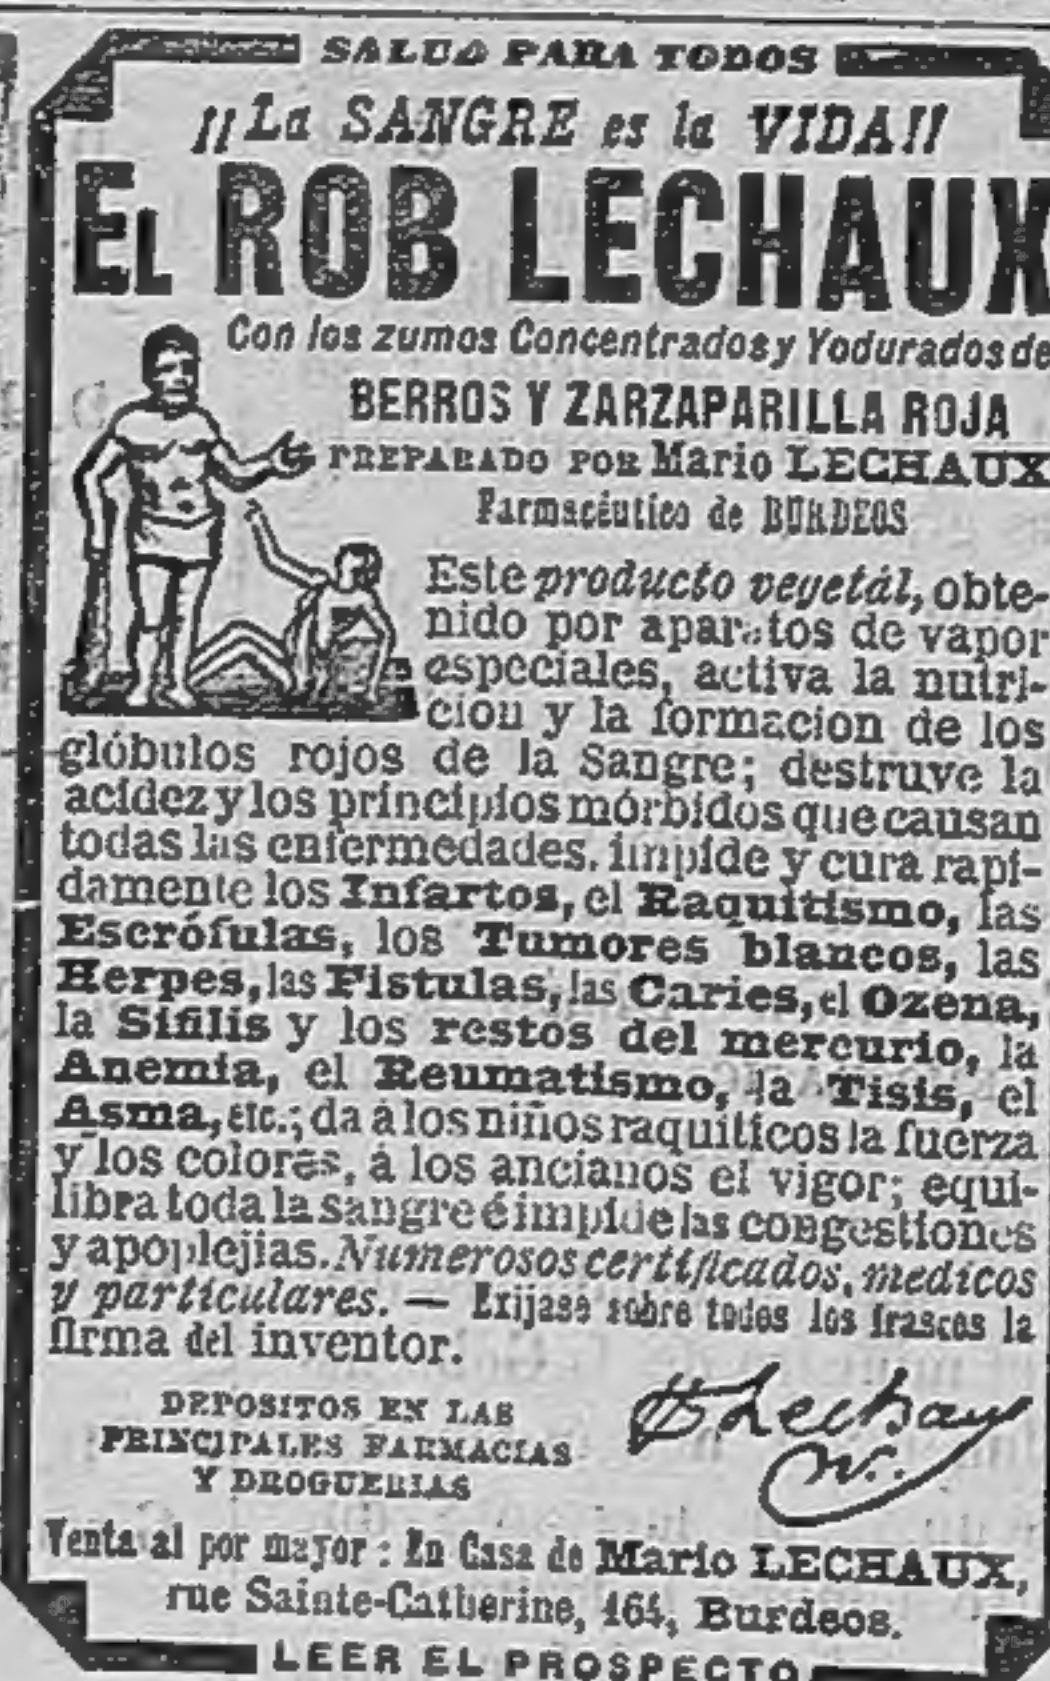 SALUD PARA TODOS
¡¡La SANGRE es la VIDA!!
EL ROB LECHAUX
Con los zumos Concentrados y Yodurados de
BERROS Y ZARZAPARILLA ROJA
PREPARADO POR Mario LECHAUX
Farmacéutico de BURDEOS
Este producto vegetál, obte-
nido por aparatos de vapor
especiales, activa la nutri-
cion y la formacion de los
glóbulos rojos de la Sangre; destruye la
acidez y los principios mórbidos que causan
todas las enfermedades, impide y cura rapi-
damente los Infartos, el Raquitismo, las
Escrófulas, los Tumores blancos, las
Herpes, las Fistulas, las Caries, el Ozena,
la Sifilis y los restos del mercurio, la
Anemia, el Reumatismo, la Tisis, el
Asma, etc.; da á los niños raquiticos la fuerza
y los colores, á los ancianos el vigor; equi-
libra toda la sangre é impide las congestiones
y apoplejias. Numerosos certificados, medicos
y particulares. — Exijase sobre todos los frascos la
firma del inventor.
DEPOSITOS EN LAS
PRINCIPALES FARMACIAS
Y DROGUERIAS
Lechaux
Venta al por mayor : En Casa de Mario LECHAUX,
rue Sainte-Catherine, 164, Burdeos.
LEER EL PROSPECTO